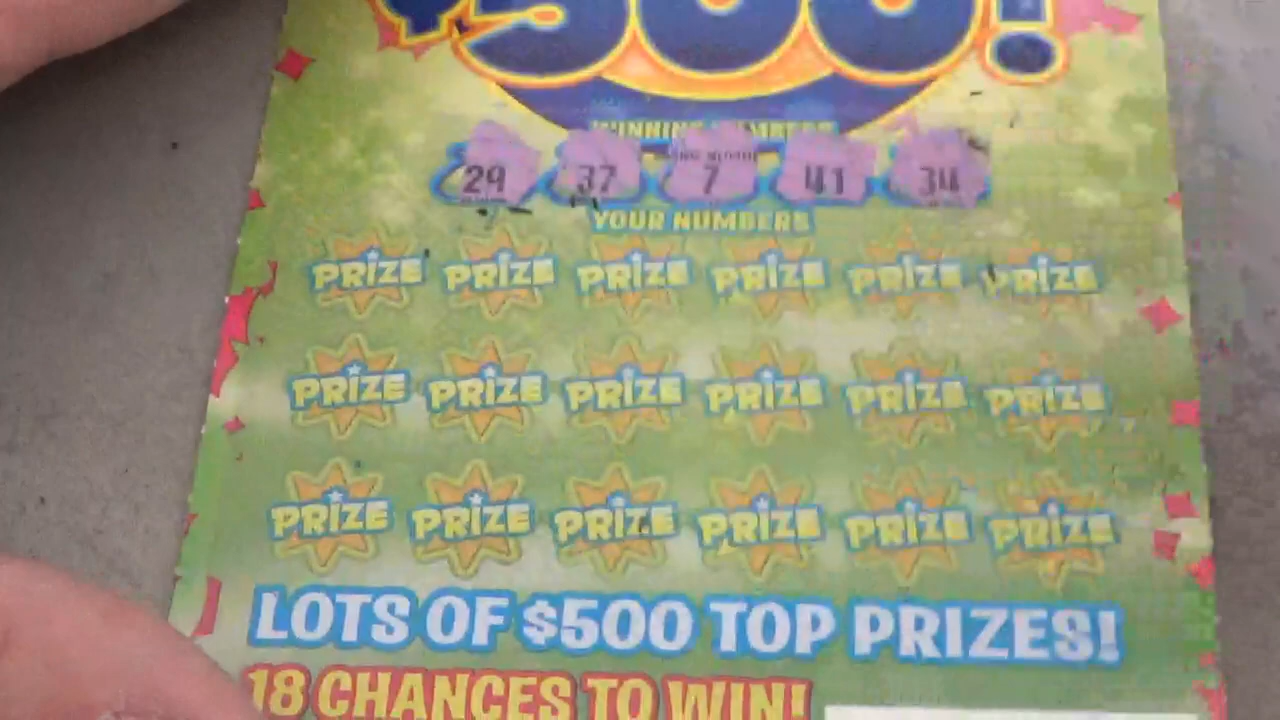 $500!
WINNING NUMBERS
29 37 7 41 34
YOUR NUMBERS
PRIZE PRIZE PRIZE PRIZE PRIZE PRIZE
PRIZE PRIZE PRIZE PRIZE PRIZE PRIZE
PRIZE PRIZE PRIZE PRIZE PRIZE PRIZE
LOTS OF $500 TOP PRIZES!
18 CHANCES TO WIN!